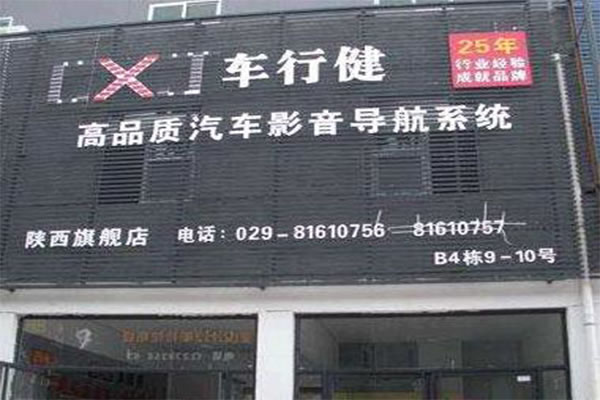 CXJ 车行健
25年
行业经验
成就品牌
高品质汽车影音导航系统
陕西旗舰店 电话：029-81610756 81610757
B4栋9-10号